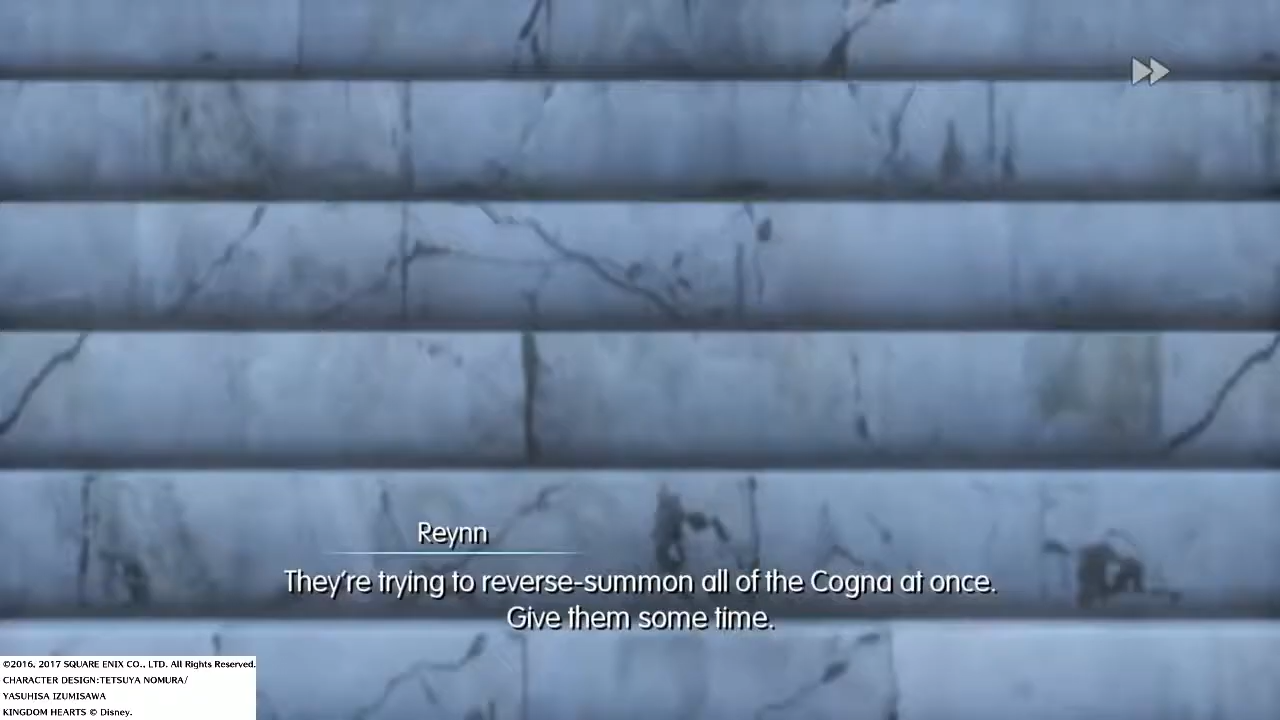 Reynn
They're trying to reverse-summon all of the Cogna at once.
Give them some time.
©2016, 2017 SQUARE ENIX CO., LTD. All Rights Reserved.
CHARACTER DESIGN:TETSUYA NOMURA/
YASUHISA IZUMISAWA
KINGDOM HEARTS © Disney.